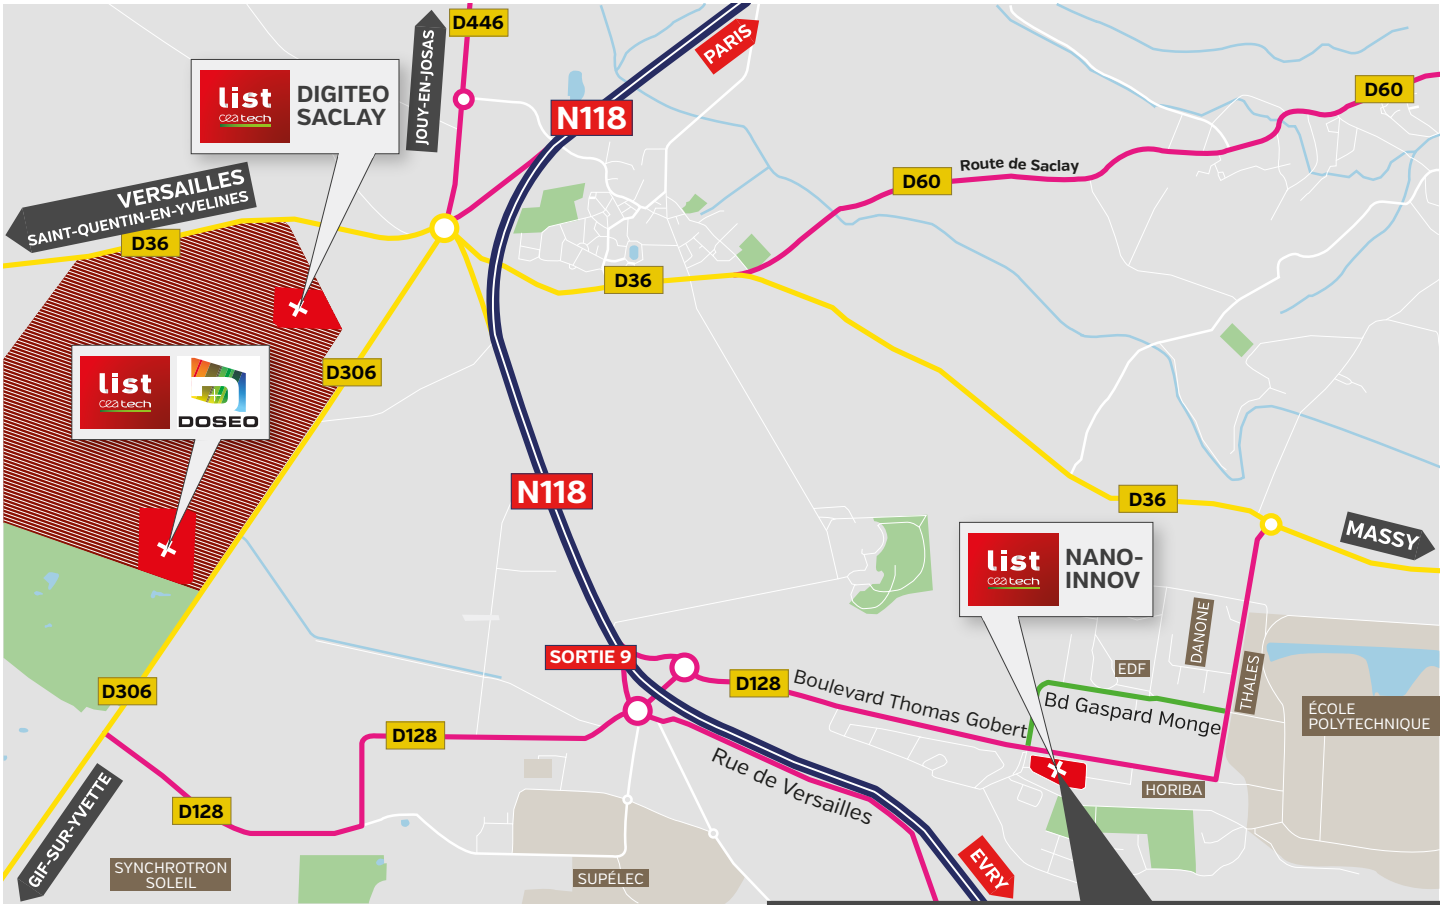 D446
JOUY-EN-JOSAS
PARIS
list
cea tech
DIGITEO
SACLAY
N118
D60
D60
Route de Saclay
VERSAILLES
SAINT-QUENTIN-EN-YVELINES
D36
D36
D306
list
cea tech
DOSEO
N118
D36
MASSY
list
cea tech
NANO-
INNOV
DANONE
EDF
THALES
SORTIE 9
D128
Boulevard Thomas Gobert
Bd Gaspard Monge
ÉCOLE
POLYTECHNIQUE
D306
D128
Rue de Versailles
HORIBA
D128
GIF-SUR-YVETTE
SYNCHROTRON
SOLEIL
SUPÉLEC
EVRY